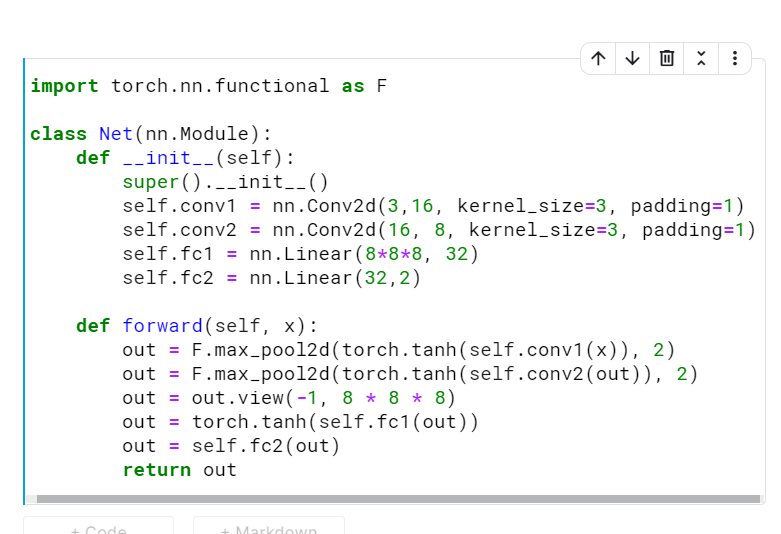 import torch.nn.functional as F

class Net(nn.Module):
    def __init__(self):
        super().__init__()
        self.conv1 = nn.Conv2d(3,16, kernel_size=3, padding=1)
        self.conv2 = nn.Conv2d(16, 8, kernel_size=3, padding=1)
        self.fc1 = nn.Linear(8*8*8, 32)
        self.fc2 = nn.Linear(32,2)

    def forward(self, x):
        out = F.max_pool2d(torch.tanh(self.conv1(x)), 2)
        out = F.max_pool2d(torch.tanh(self.conv2(out)), 2)
        out = out.view(-1, 8 * 8 * 8)
        out = torch.tanh(self.fc1(out))
        out = self.fc2(out)
        return out
+ Code + Markdown